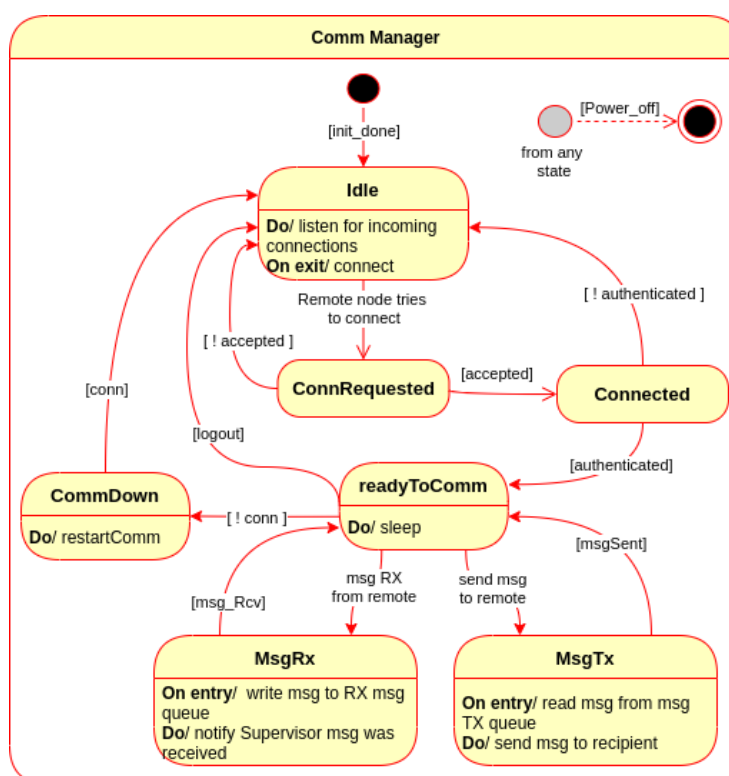 Comm Manager
[init_done]
[Power_off]
from any
state
Idle
Do/ listen for incoming
connections
On exit/ connect
Remote node tries
to connect
[ ! authenticated ]
[ ! accepted ]
ConnRequested
[accepted]
Connected
[conn]
[logout]
[authenticated]
CommDown
Do/ restartComm
[ ! conn ]
readyToComm
Do/ sleep
[msgSent]
msg RX
from remote
send msg
to remote
[msg_Rcv]
MsgRx
On entry/ write msg to RX msg
queue
Do/ notify Supervisor msg was
received
MsgTx
On entry/ read msg from msg
TX queue
Do/ send msg to recipient